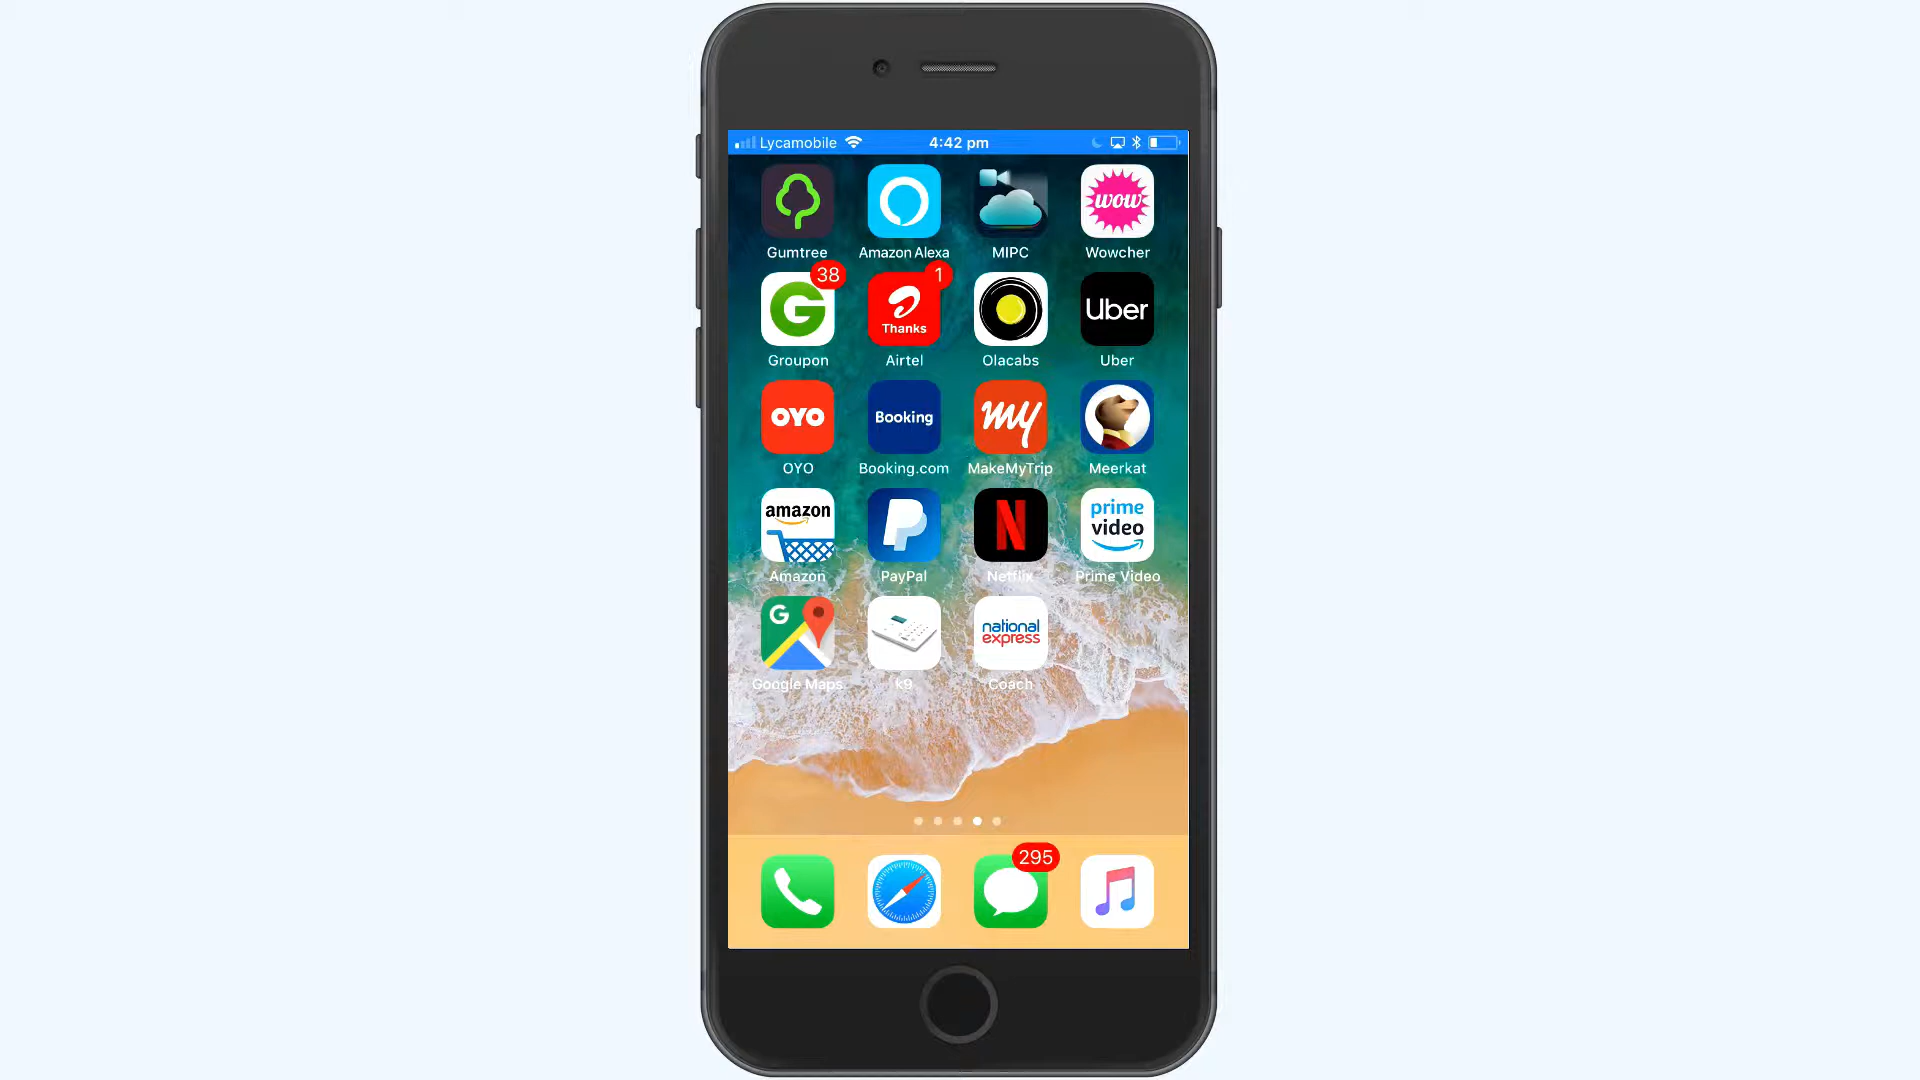 Lycamobile 4:42 pm
wow
Gumtree Amazon Alexa MIPC Wowcher
38 1
G Thanks Uber
Groupon Airtel Olacabs Uber
OYO Booking my
OYO Booking.com MakeMyTrip Meerkat
amazon P N prime video
Amazon PayPal Netflix Prime Video
G national express
Google Maps k9 Coach
295